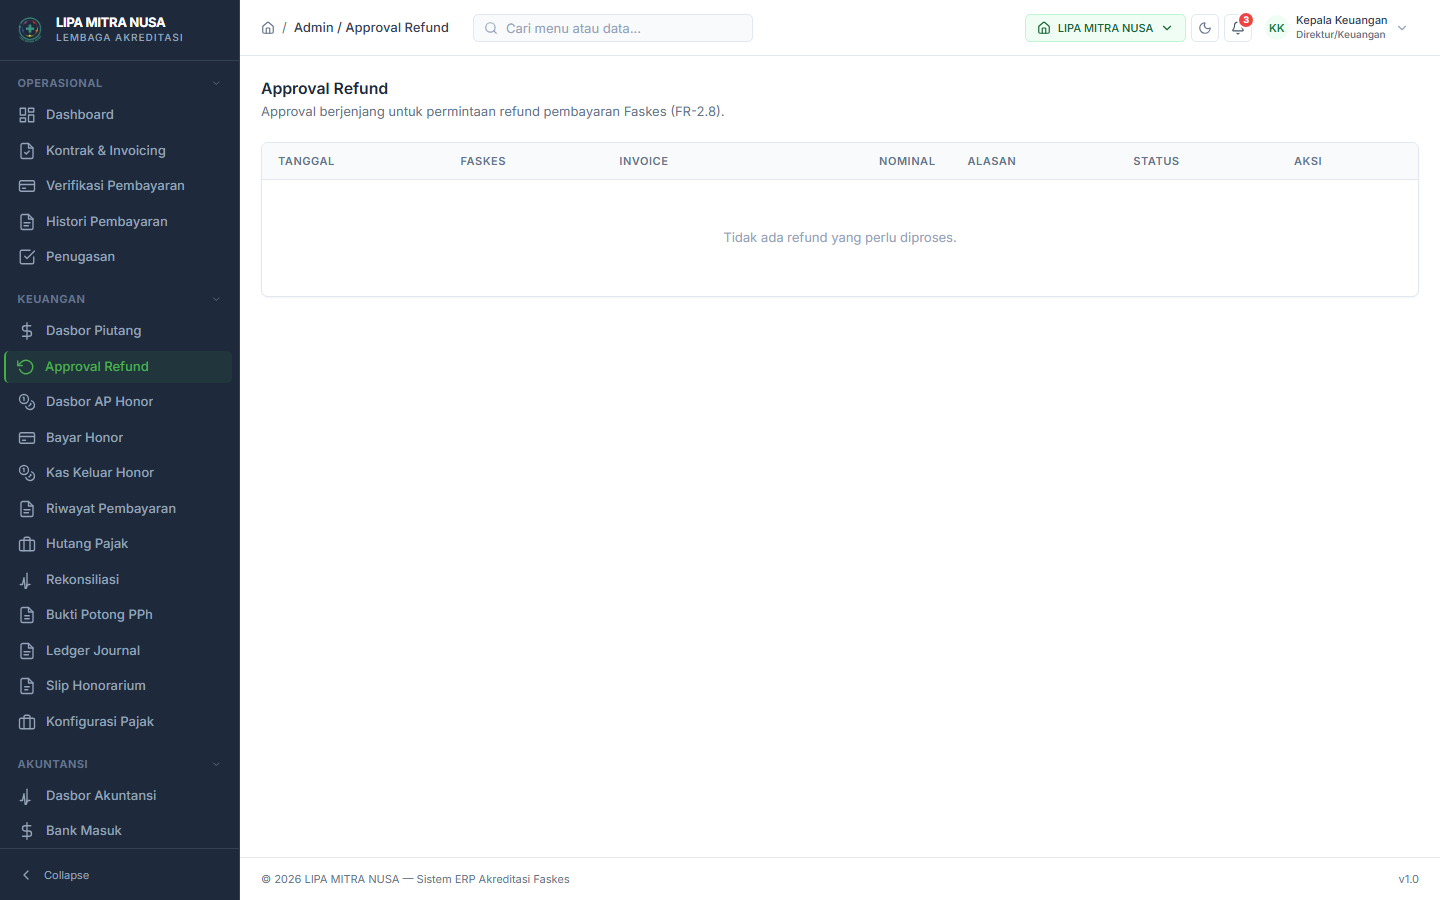 LIPA MITRA NUSA
LEMBAGA AKREDITASI
OPERASIONAL
Dashboard
Kontrak & Invoicing
Verifikasi Pembayaran
Histori Pembayaran
Penugasan
KEUANGAN
Dasbor Piutang
Approval Refund
Dasbor AP Honor
Bayar Honor
Kas Keluar Honor
Riwayat Pembayaran
Hutang Pajak
Rekonsiliasi
Bukti Potong PPh
Ledger Journal
Slip Honorarium
Konfigurasi Pajak
AKUNTANSI
Dasbor Akuntansi
Bank Masuk
Collapse
/ Admin / Approval Refund
Cari menu atau data...
LIPA MITRA NUSA
3
KK
Kepala Keuangan
Direktur/Keuangan
Approval Refund
Approval berjenjang untuk permintaan refund pembayaran Faskes (FR-2.8).
TANGGAL FASKES INVOICE NOMINAL ALASAN STATUS AKSI
Tidak ada refund yang perlu diproses.
© 2026 LIPA MITRA NUSA — Sistem ERP Akreditasi Faskes
v1.0